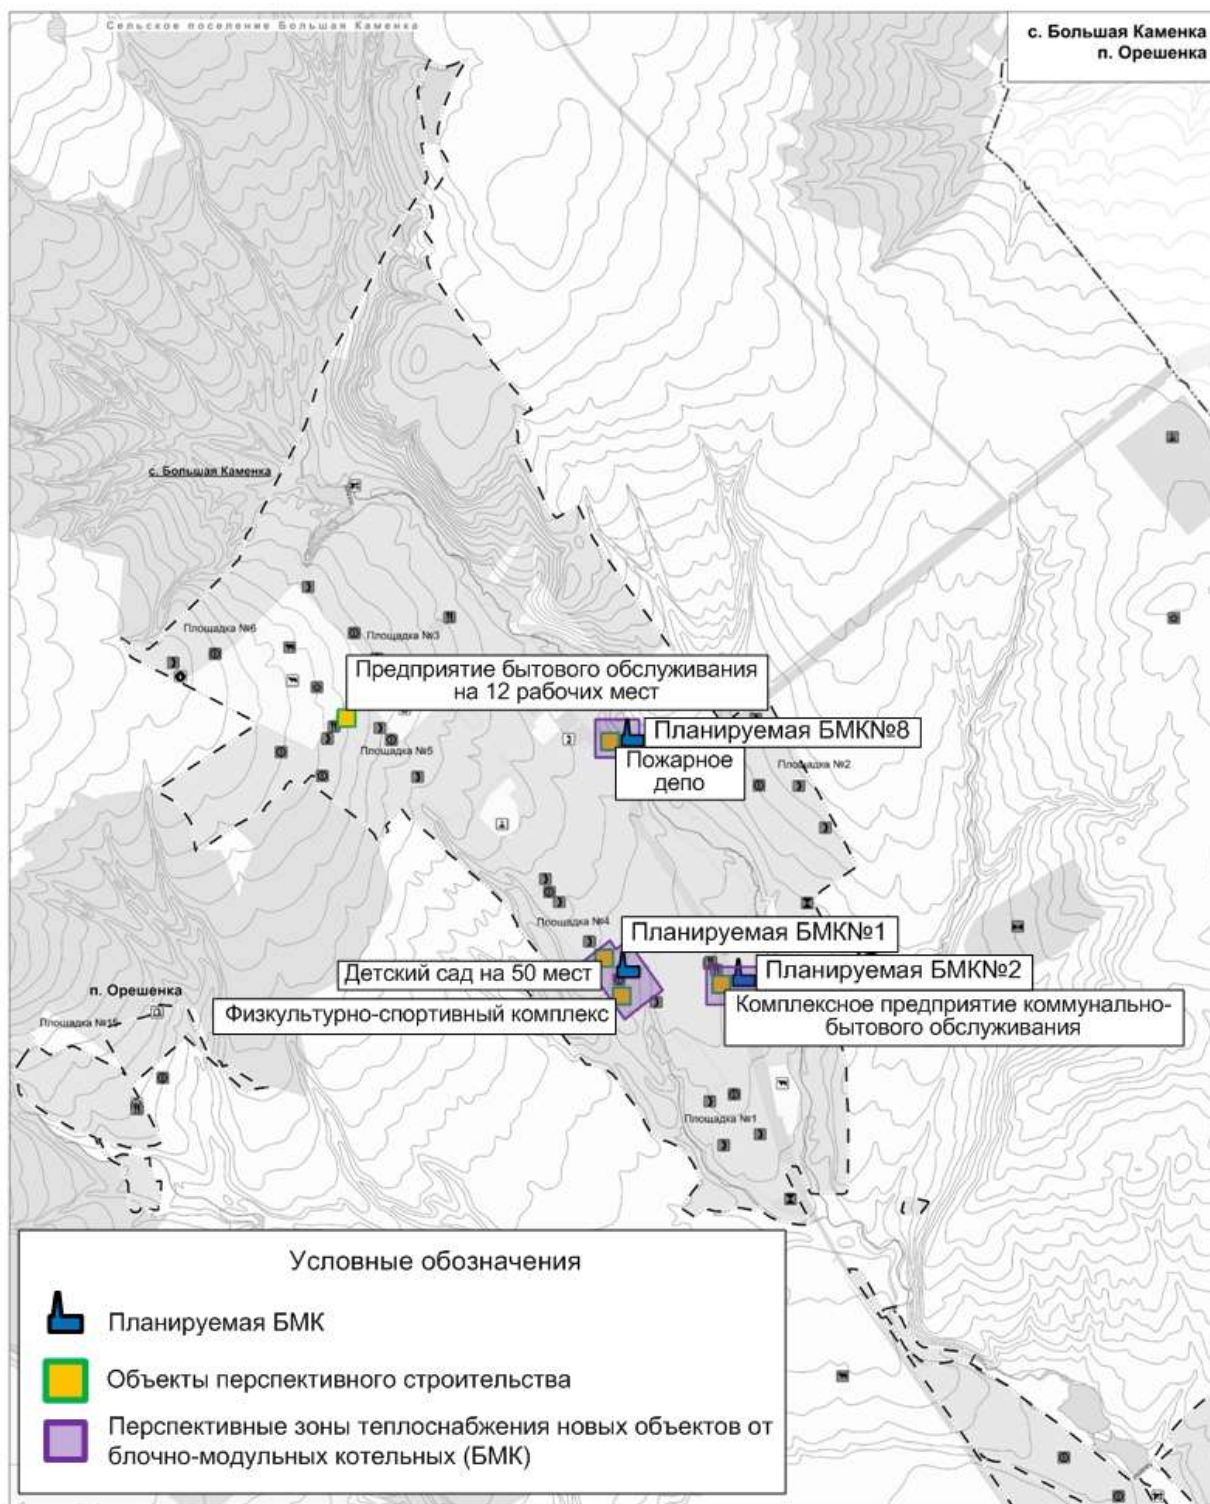 Сельское поселение Большая Каменка
с. Большая Каменка
п. Орешенка
с. Большая Каменка
Площадка №6
Площадка №3
Предприятие бытового обслуживания
на 12 рабочих мест
Планируемая БМК№8
Площадка №5
Пожарное
депо
Площадка №2
Площадка №4
Планируемая БМК№1
Детский сад на 50 мест
Планируемая БМК№2
п. Орешенка
Физкультурно-спортивный комплекс
Комплексное предприятие коммунально-
бытового обслуживания
Площадка №15
Площадка №1
Условные обозначения
Планируемая БМК
Объекты перспективного строительства
Перспективные зоны теплоснабжения новых объектов от
блочно-модульных котельных (БМК)